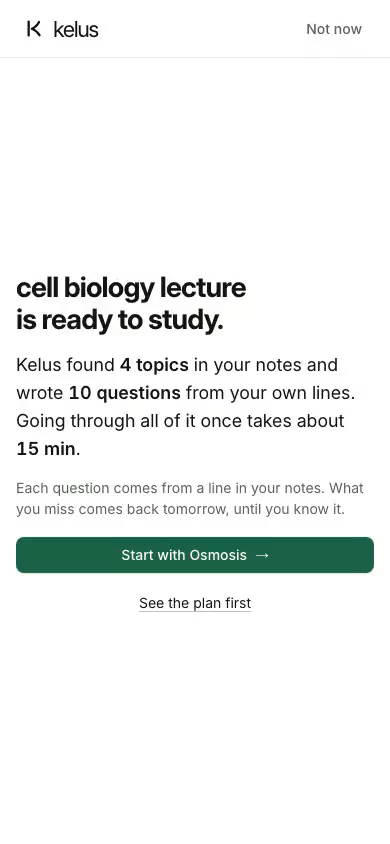 kelus
Not now
cell biology lecture
is ready to study.
Kelus found 4 topics in your notes and
wrote 10 questions from your own lines.
Going through all of it once takes about
15 min.
Each question comes from a line in your notes. What
you miss comes back tomorrow, until you know it.
Start with Osmosis →
See the plan first